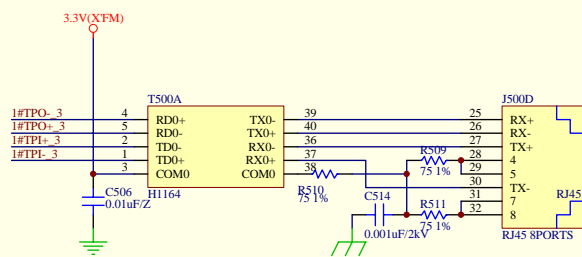 3.3V(X'FM)
T500A
J500D
1#TPO-_3 4 RD0+ TX0- 39 25 RX+
1#TPO+_3 5 RD0- TX0+ 40 26 RX-
1#TPI+_3 2 TD0- RX0- 36 27 TX+
1#TPI-_3 1 TD0+ RX0+ 37 R509 28 4
3 COM0 COM0 38 75 1% 29 5
H1164 R510 30 TX-
75 1%
C506
0.01uF/Z
C514 R511 31 7
75 1% 32 8
0.001uF/2kV
RJ45
RJ45 8PORTS